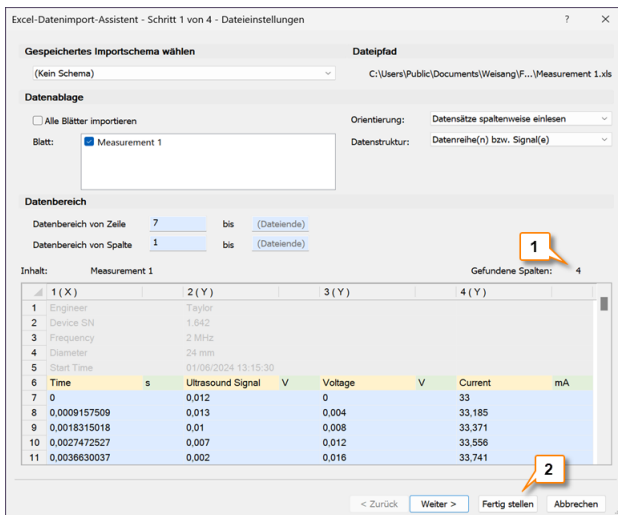 Excel-Datenimport-Assistent - Schritt 1 von 4 - Dateieinstellungen ? ×
Gespeichertes Importschema wählen Dateipfad
(Kein Schema) C:\Users\Public\Documents\Weisang\F...\Measurement 1.xls
Datenablage
Alle Blätter importieren Orientierung: Datensätze spaltenweise einlesen
Blatt: Measurement 1 Datenstruktur: Datenreihe(n) bzw. Signal(e)
Datenbereich
Datenbereich von Zeile 7 bis (Dateiende)
Datenbereich von Spalte 1 bis (Dateiende)
1
Inhalt: Measurement 1 Gefundene Spalten: 4
1 ( X ) 2 ( Y ) 3 ( Y ) 4 ( Y )
1 Engineer Taylor
2 Device SN 1.842
3 Frequency 2 MHz
4 Diameter 24 mm
5 Start Time 01/06/2024 13:15:30
6 Time s Ultrasound Signal V Voltage V Current mA
7 0 0,012 0 33
8 0,0009157509 0,013 0,004 33,185
9 0,0018315018 0,01 0,008 33,371
10 0,0027472527 0,007 0,012 33,556
11 0,0036630037 0,002 0,016 33,741
2
< Zurück Weiter > Fertig stellen Abbrechen